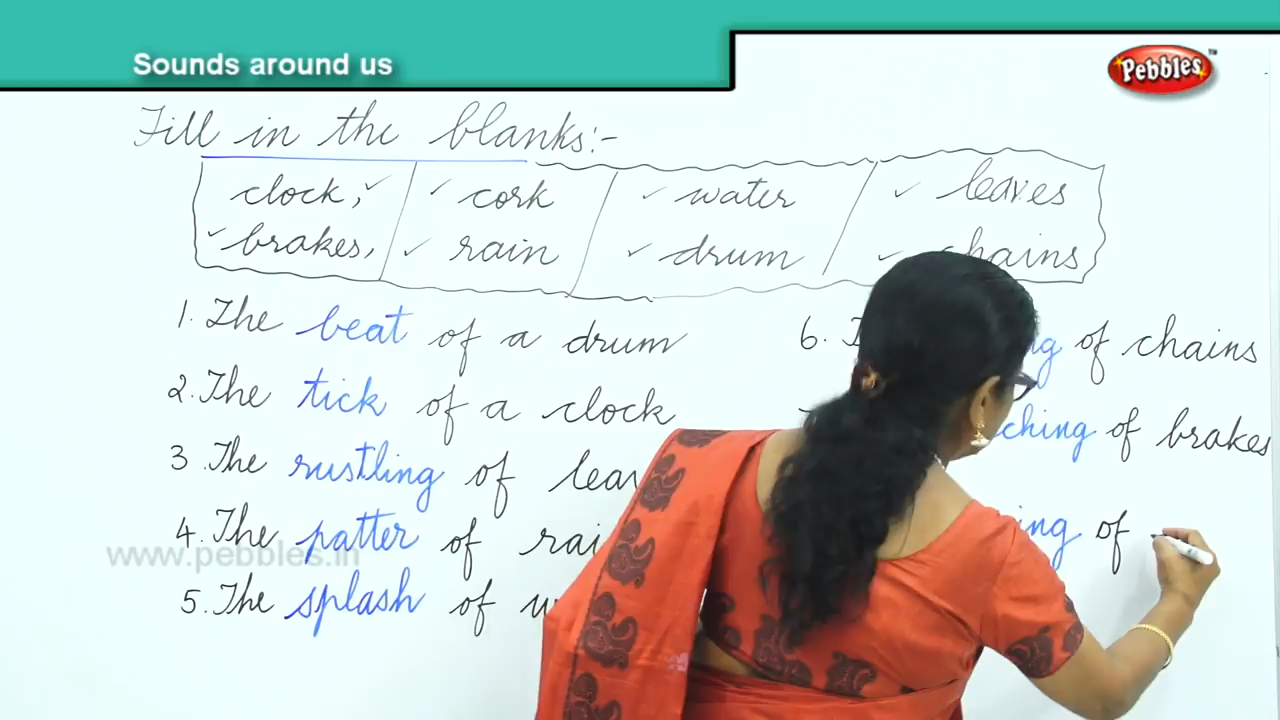 Sounds around us
Pebbles™
Fill in the blanks:-
clock, cork water leaves
brakes, rain drum chains
1. The beat of a drum
2. The tick of a clock
3. The rustling of
4. The patter of
5. The splash of
6. of chains
of brakes
of
www.pebbles.in